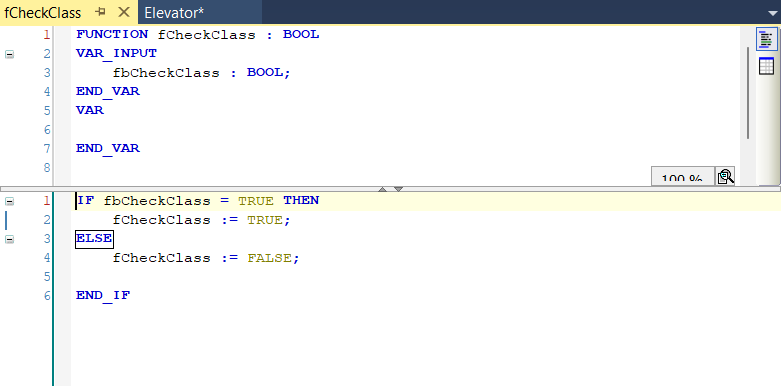 fCheckClass Elevator*
1 FUNCTION fCheckClass : BOOL
2 VAR_INPUT
3 fbCheckClass : BOOL;
4 END_VAR
5 VAR
6
7 END_VAR
8
100 %
1 IF fbCheckClass = TRUE THEN
2 fCheckClass := TRUE;
3 ELSE
4 fCheckClass := FALSE;
5
6 END_IF